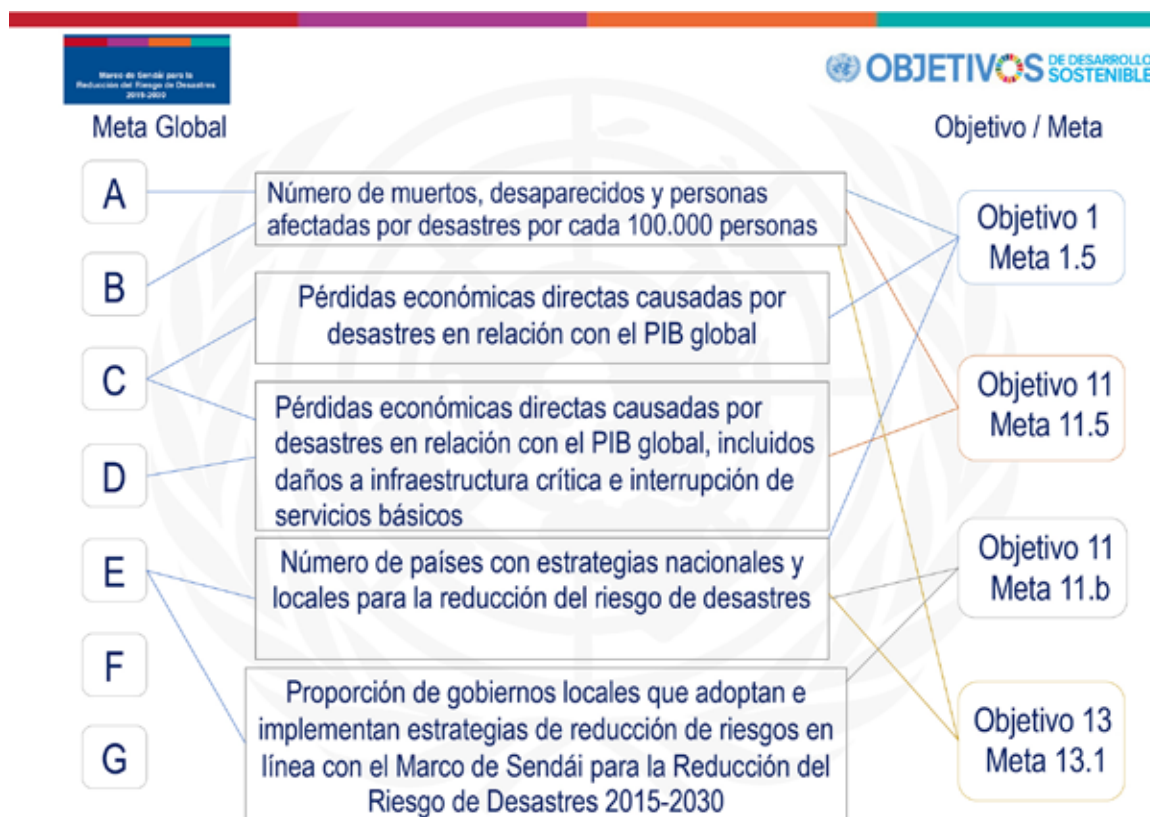 Marco de Sendái para la
Reducción del Riesgo de Desastres
2015-2030
OBJETIVOS DE DESARROLLO
SOSTENIBLE
Meta Global
Objetivo / Meta
A
B
C
D
E
F
G
Número de muertos, desaparecidos y personas
afectadas por desastres por cada 100.000 personas
Pérdidas económicas directas causadas por
desastres en relación con el PIB global
Pérdidas económicas directas causadas por
desastres en relación con el PIB global, incluidos
daños a infraestructura crítica e interrupción de
servicios básicos
Número de países con estrategias nacionales y
locales para la reducción del riesgo de desastres
Proporción de gobiernos locales que adoptan e
implementan estrategias de reducción de riesgos en
línea con el Marco de Sendái para la Reducción del
Riesgo de Desastres 2015-2030
Objetivo 1
Meta 1.5
Objetivo 11
Meta 11.5
Objetivo 11
Meta 11.b
Objetivo 13
Meta 13.1